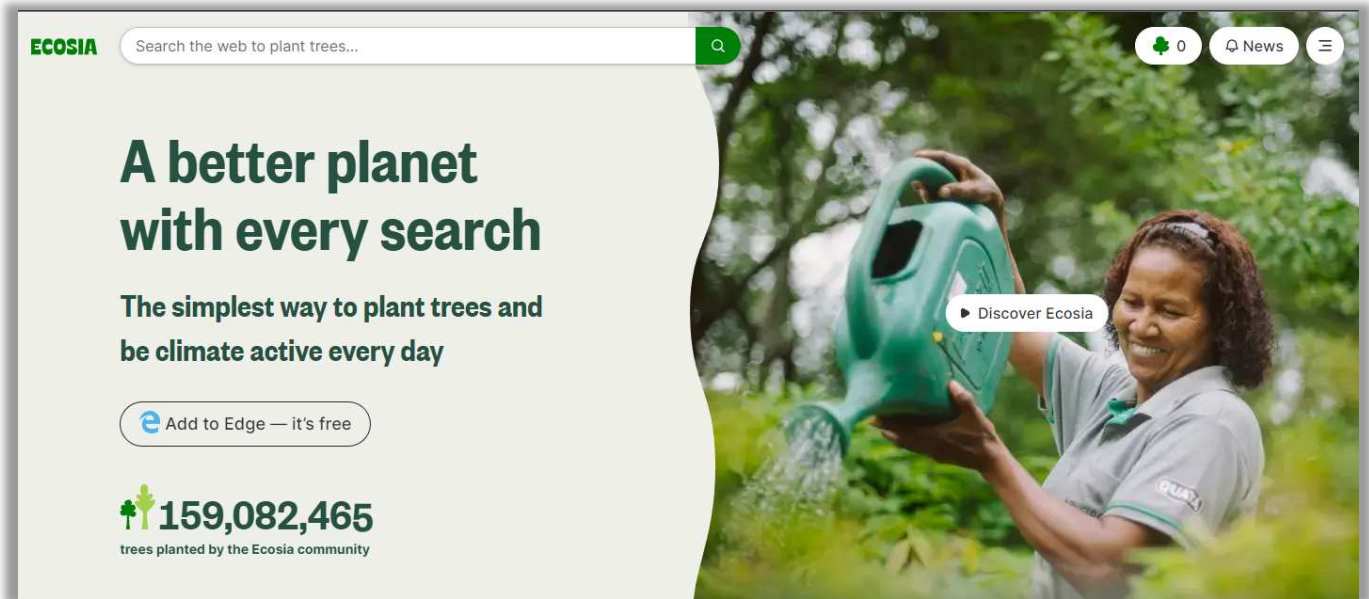 ECOSIA
Search the web to plant trees...
0
News
A better planet
with every search
The simplest way to plant trees and
be climate active every day
Discover Ecosia
Add to Edge — it's free
159,082,465
trees planted by the Ecosia community